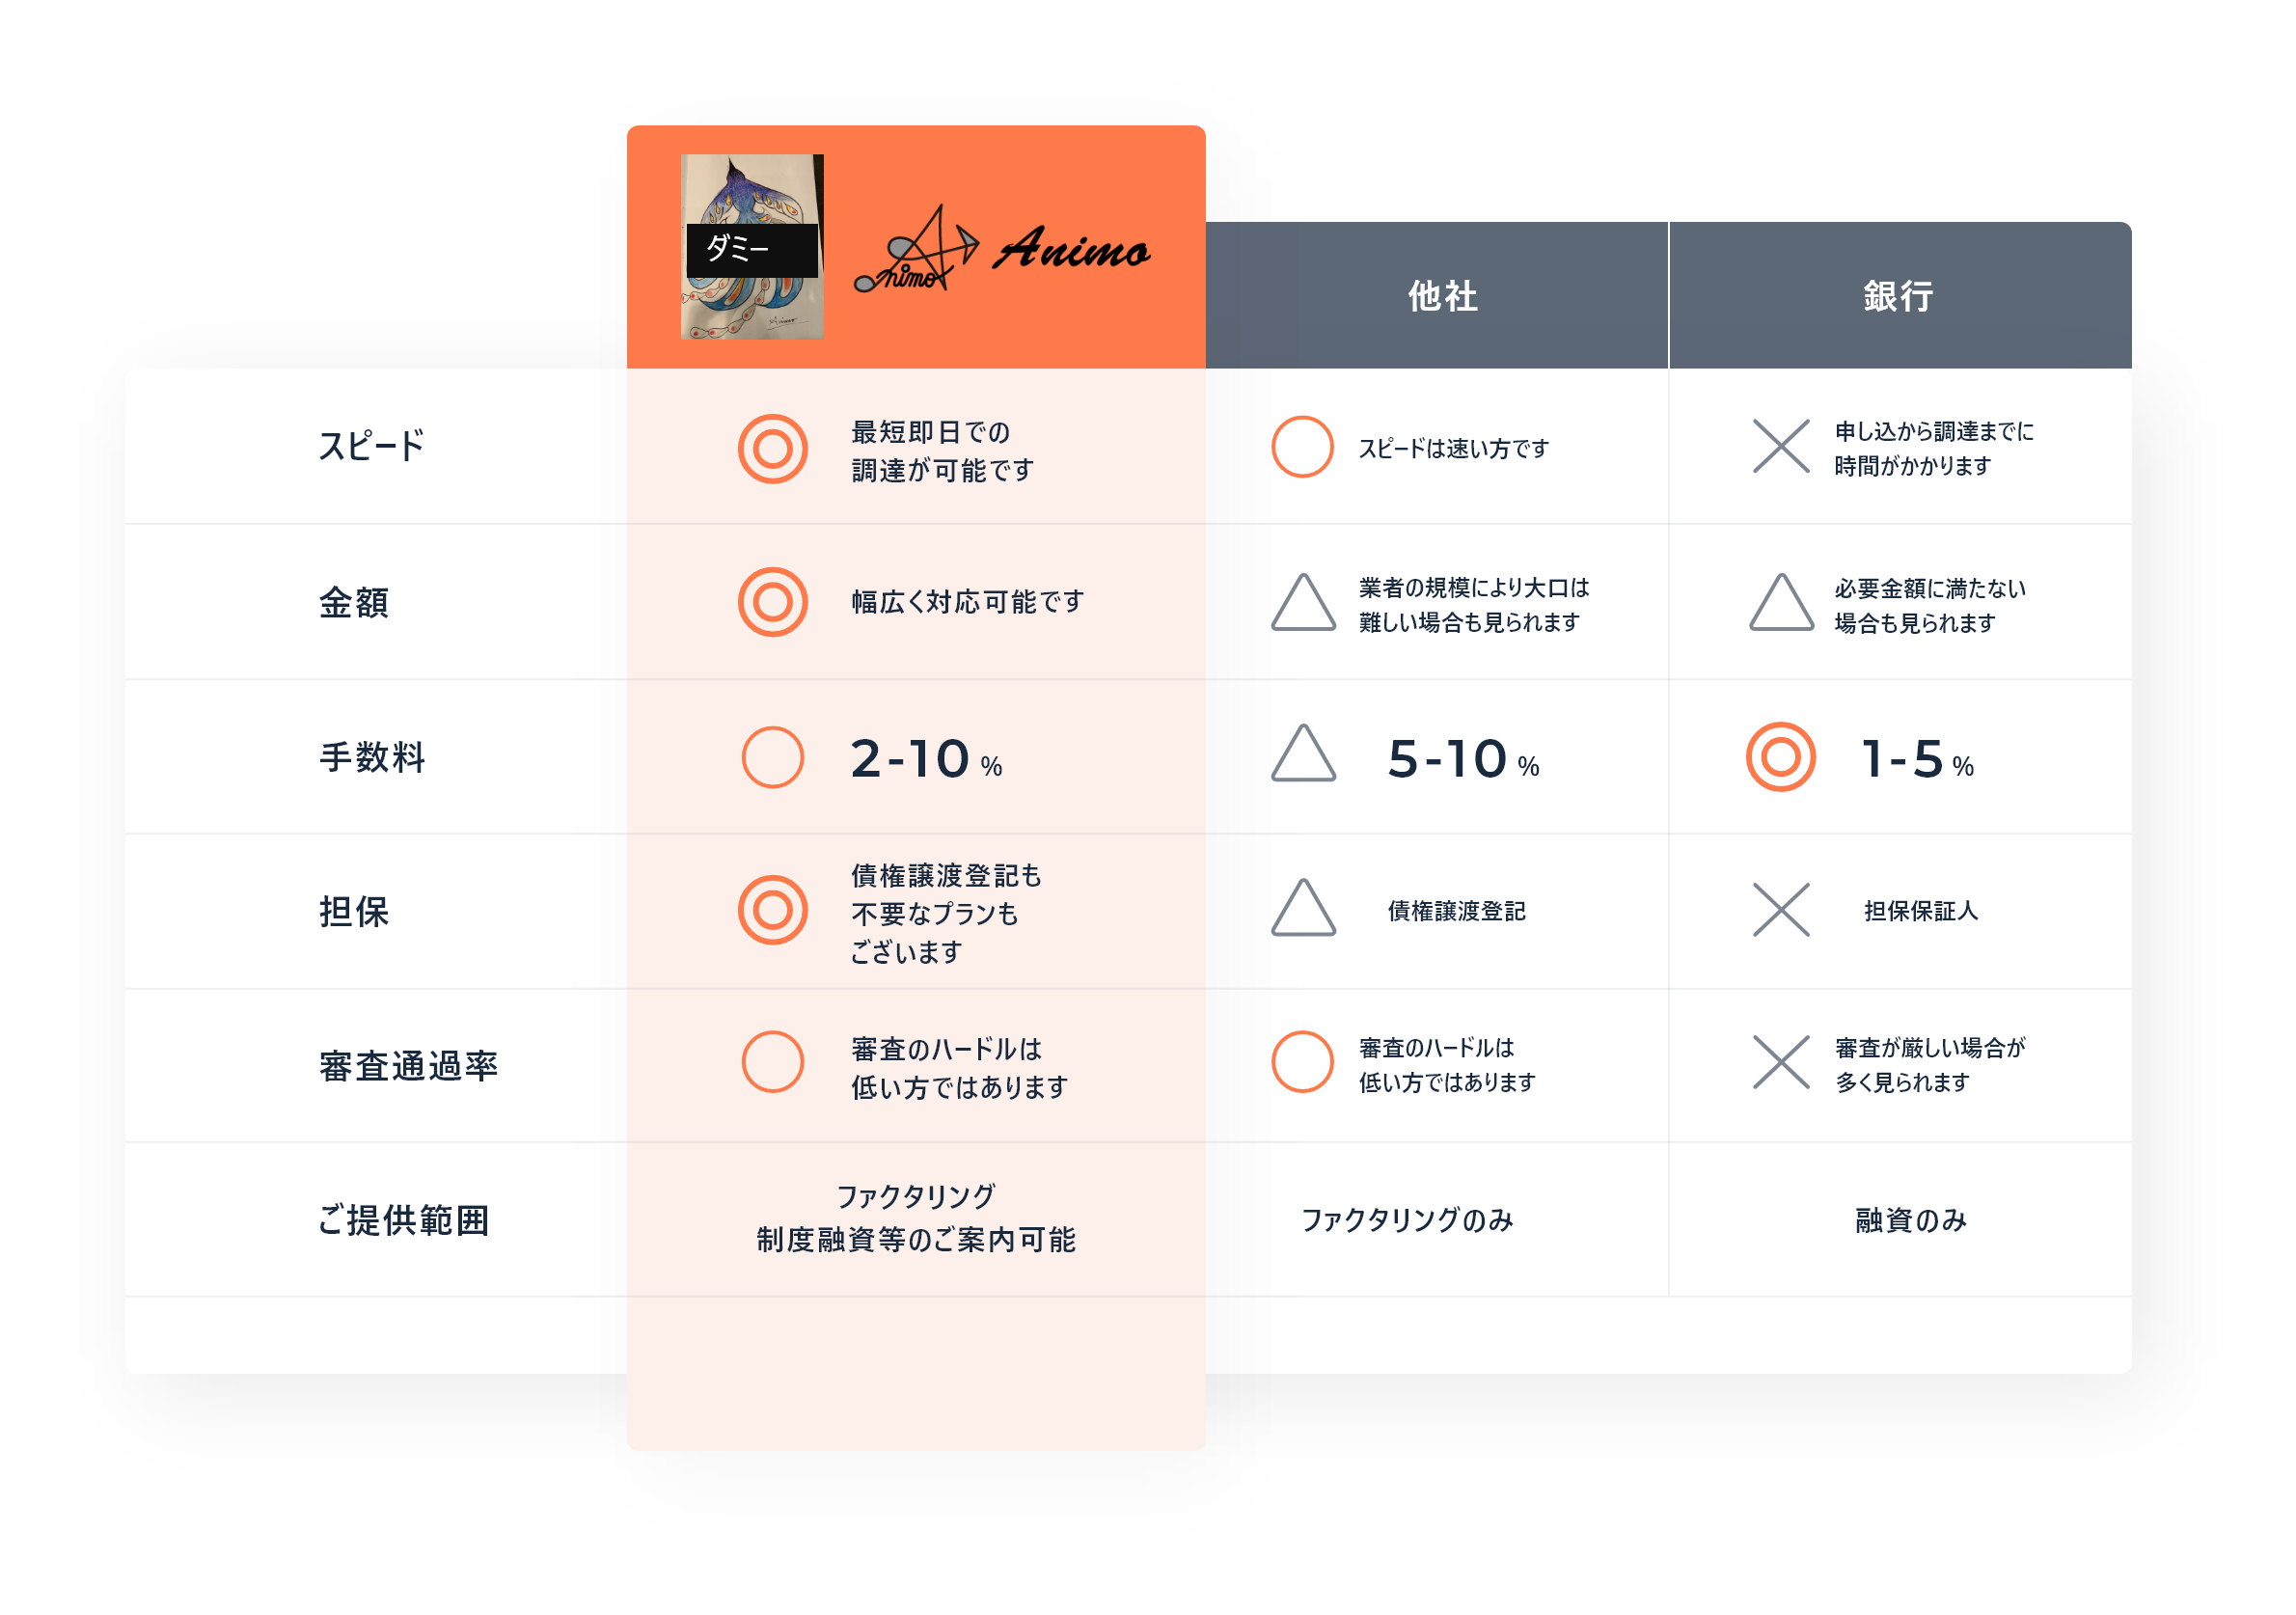 ダミー
Animo
Animo
他社
銀行
スピード
最短即日での
調達が可能です
スピードは速い方です
申し込から調達までに
時間がかかります
金額
幅広く対応可能です
業者の規模により大口は
難しい場合も見られます
必要金額に満たない
場合も見られます
手数料
2-10 %
5-10 %
1-5 %
担保
債権譲渡登記も
不要なプランも
ございます
債権譲渡登記
担保保証人
審査通過率
審査のハードルは
低い方ではあります
審査のハードルは
低い方ではあります
審査が厳しい場合が
多く見られます
ご提供範囲
ファクタリング
制度融資等のご案内可能
ファクタリングのみ
融資のみ